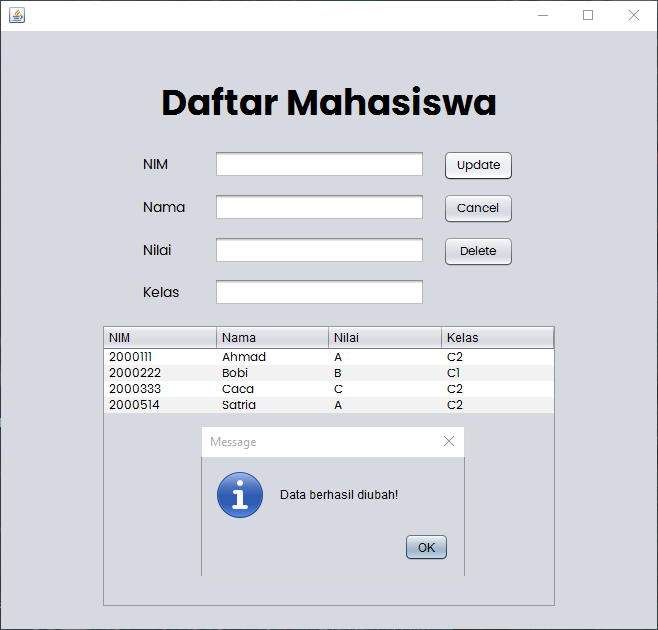 Daftar Mahasiswa
NIM Update
Nama Cancel
Nilai Delete
Kelas
NIM Nama Nilai Kelas
2000111 Ahmad A C2
2000222 Bobi B C1
2000333 Caca C C2
2000514 Satria A C2
Message
Data berhasil diubah!
OK